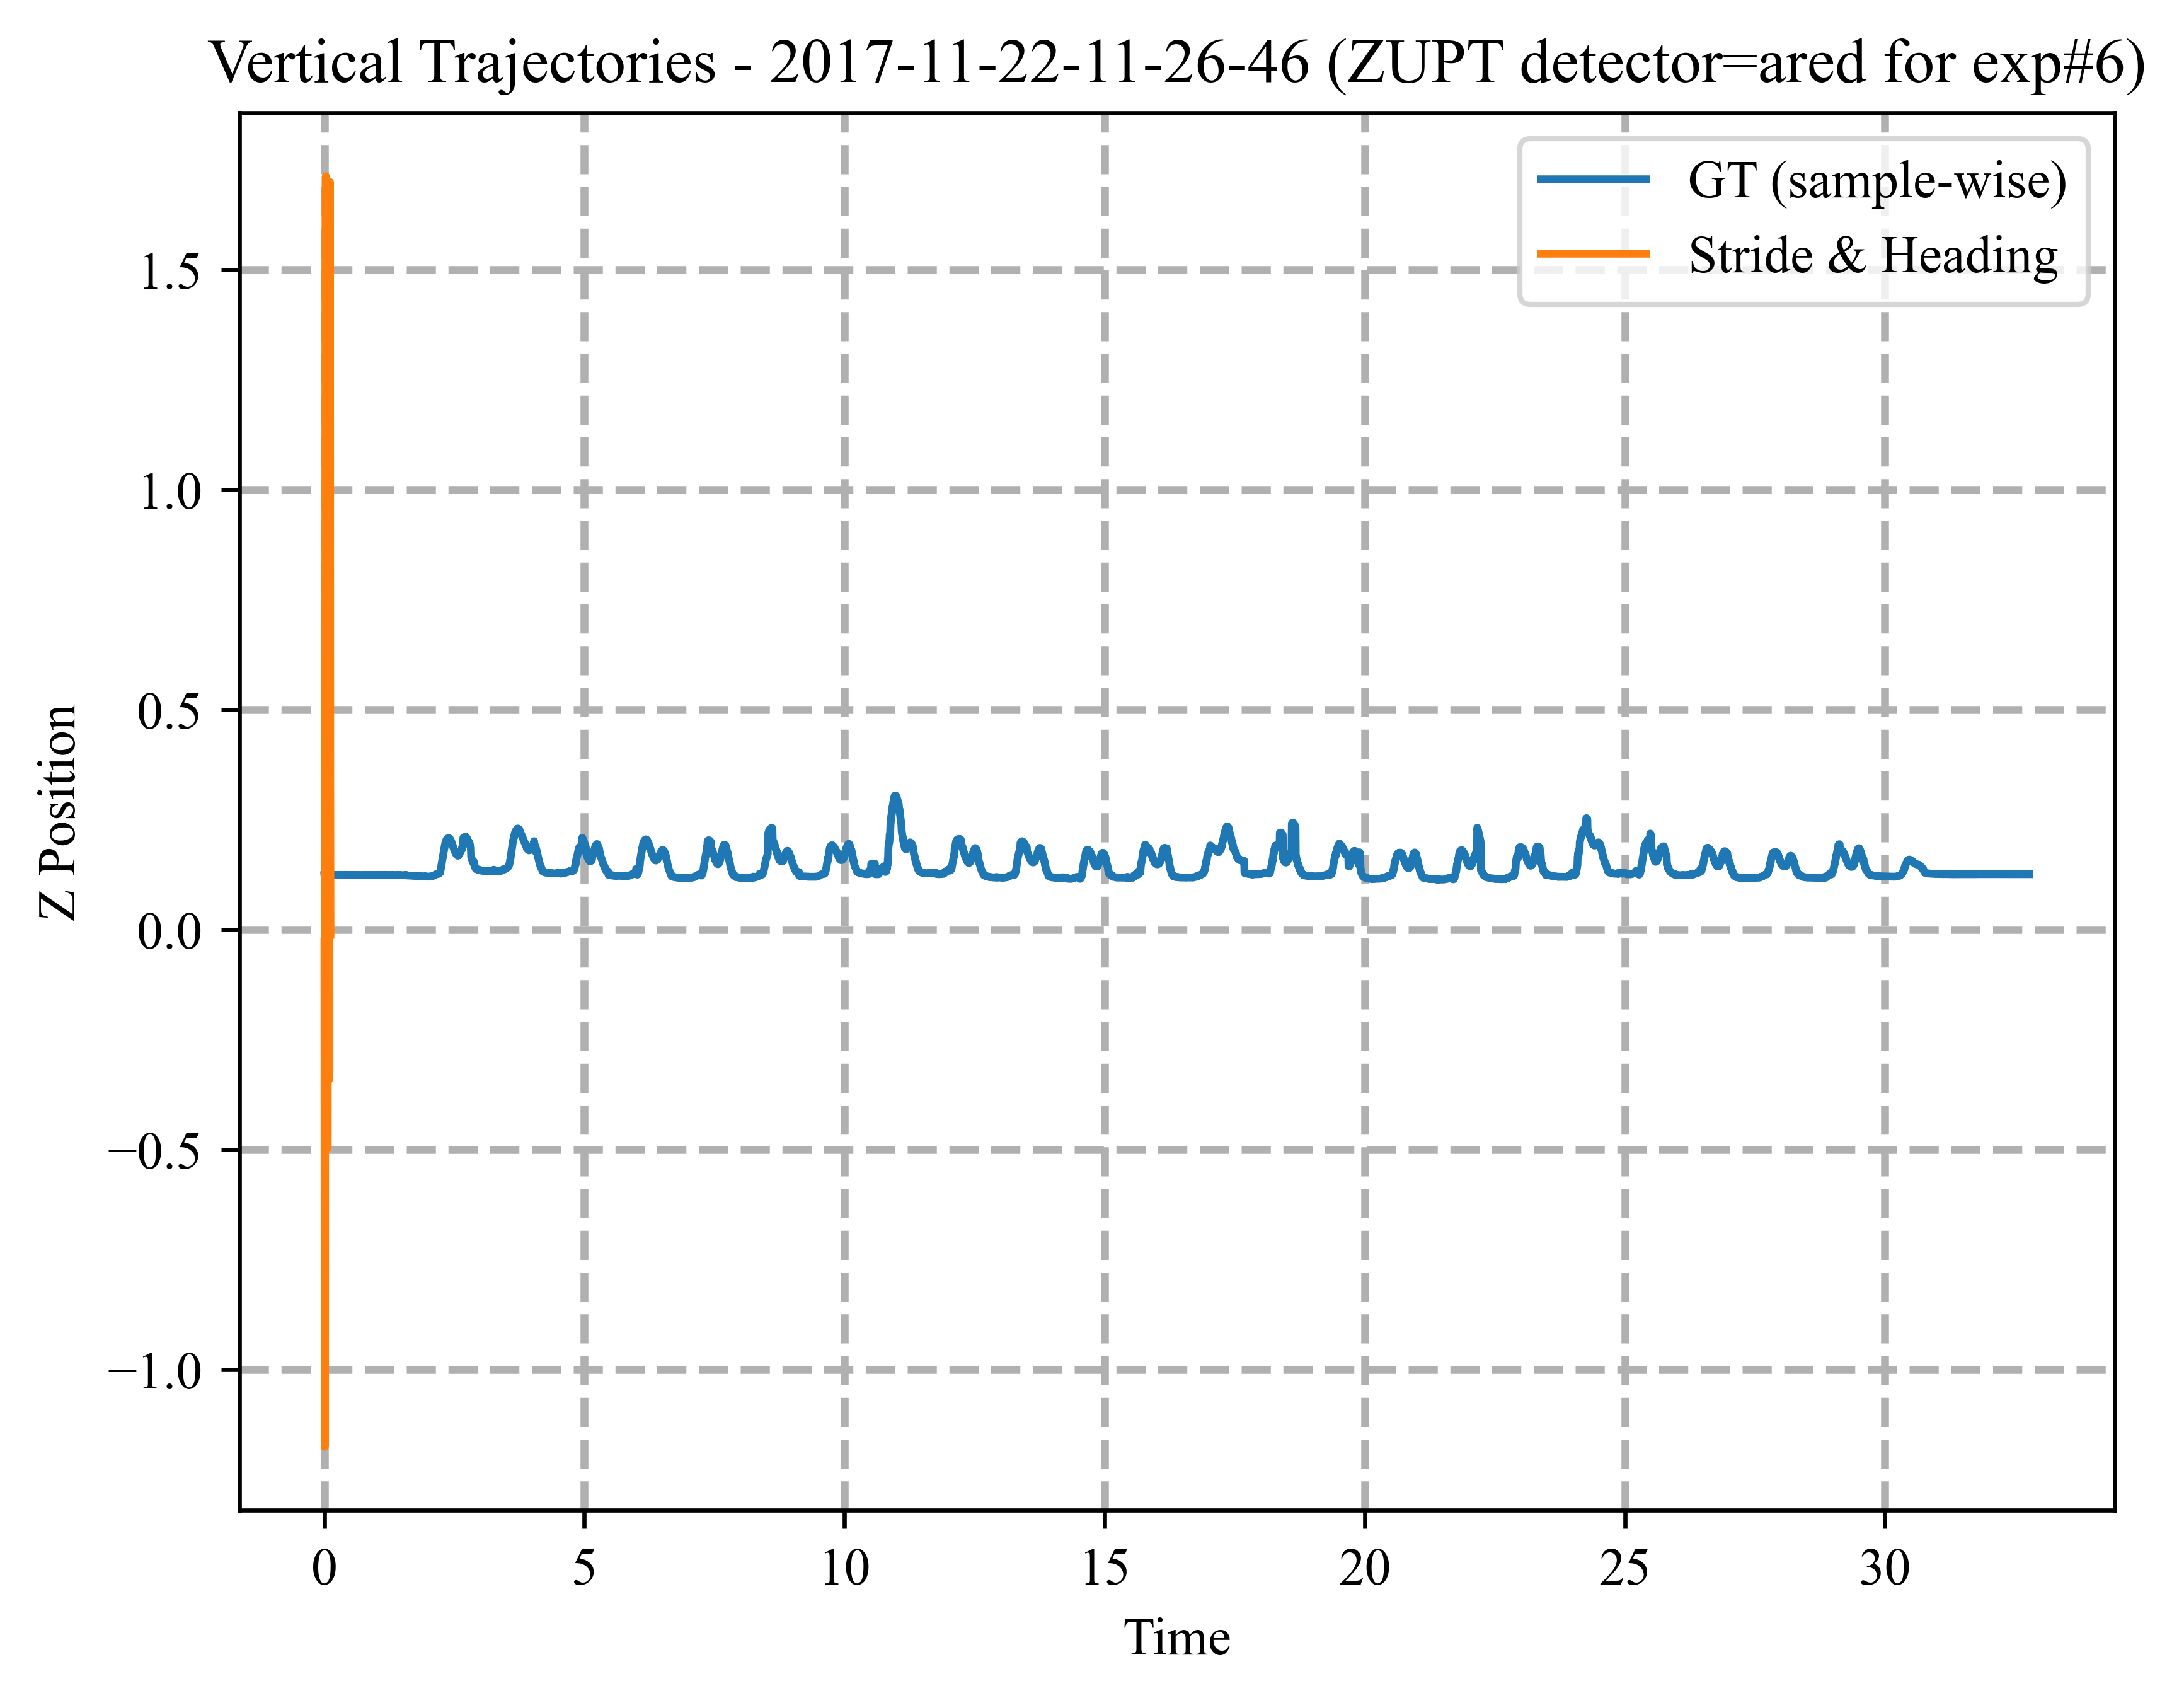 Vertical Trajectories - 2017-11-22-11-26-46 (ZUPT detector=ared for exp#6)
GT (sample-wise)
Stride & Heading
Z Position
1.5
1.0
0.5
0.0
−0.5
−1.0
0 5 10 15 20 25 30
Time